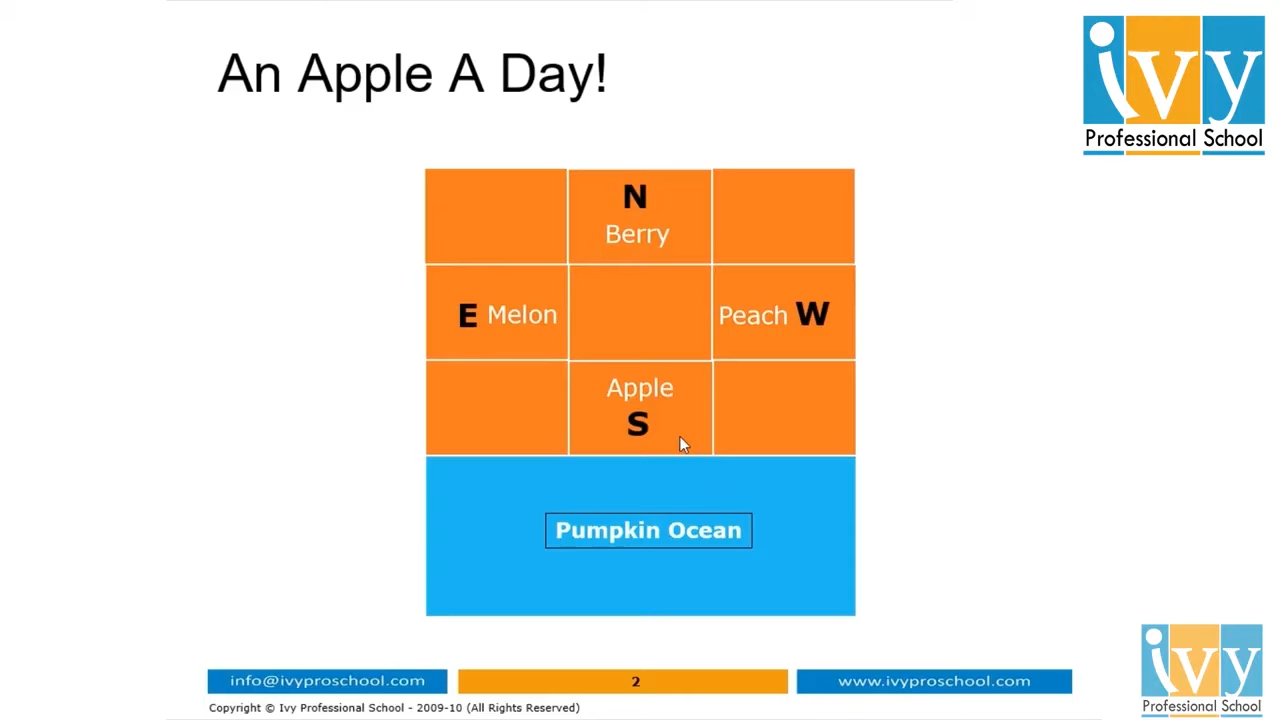 An Apple A Day!
ivy
Professional School
N
Berry
E Melon
Peach W
Apple
S
Pumpkin Ocean
info@ivyproschool.com
2
www.ivyproschool.com
Copyright © Ivy Professional School - 2009-10 (All Rights Reserved)
ivy
Professional School